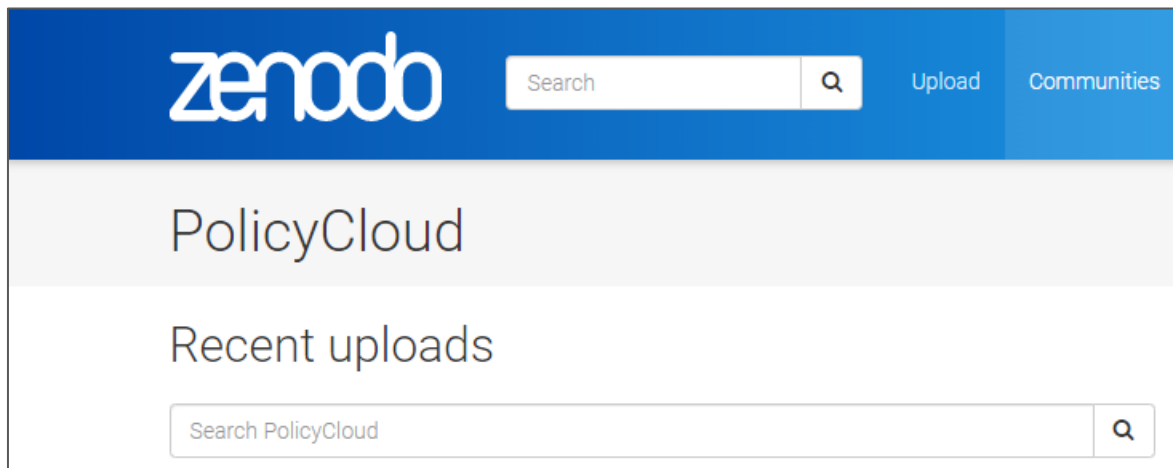 zenodo Search Upload Communities
PolicyCloud
Recent uploads
Search PolicyCloud